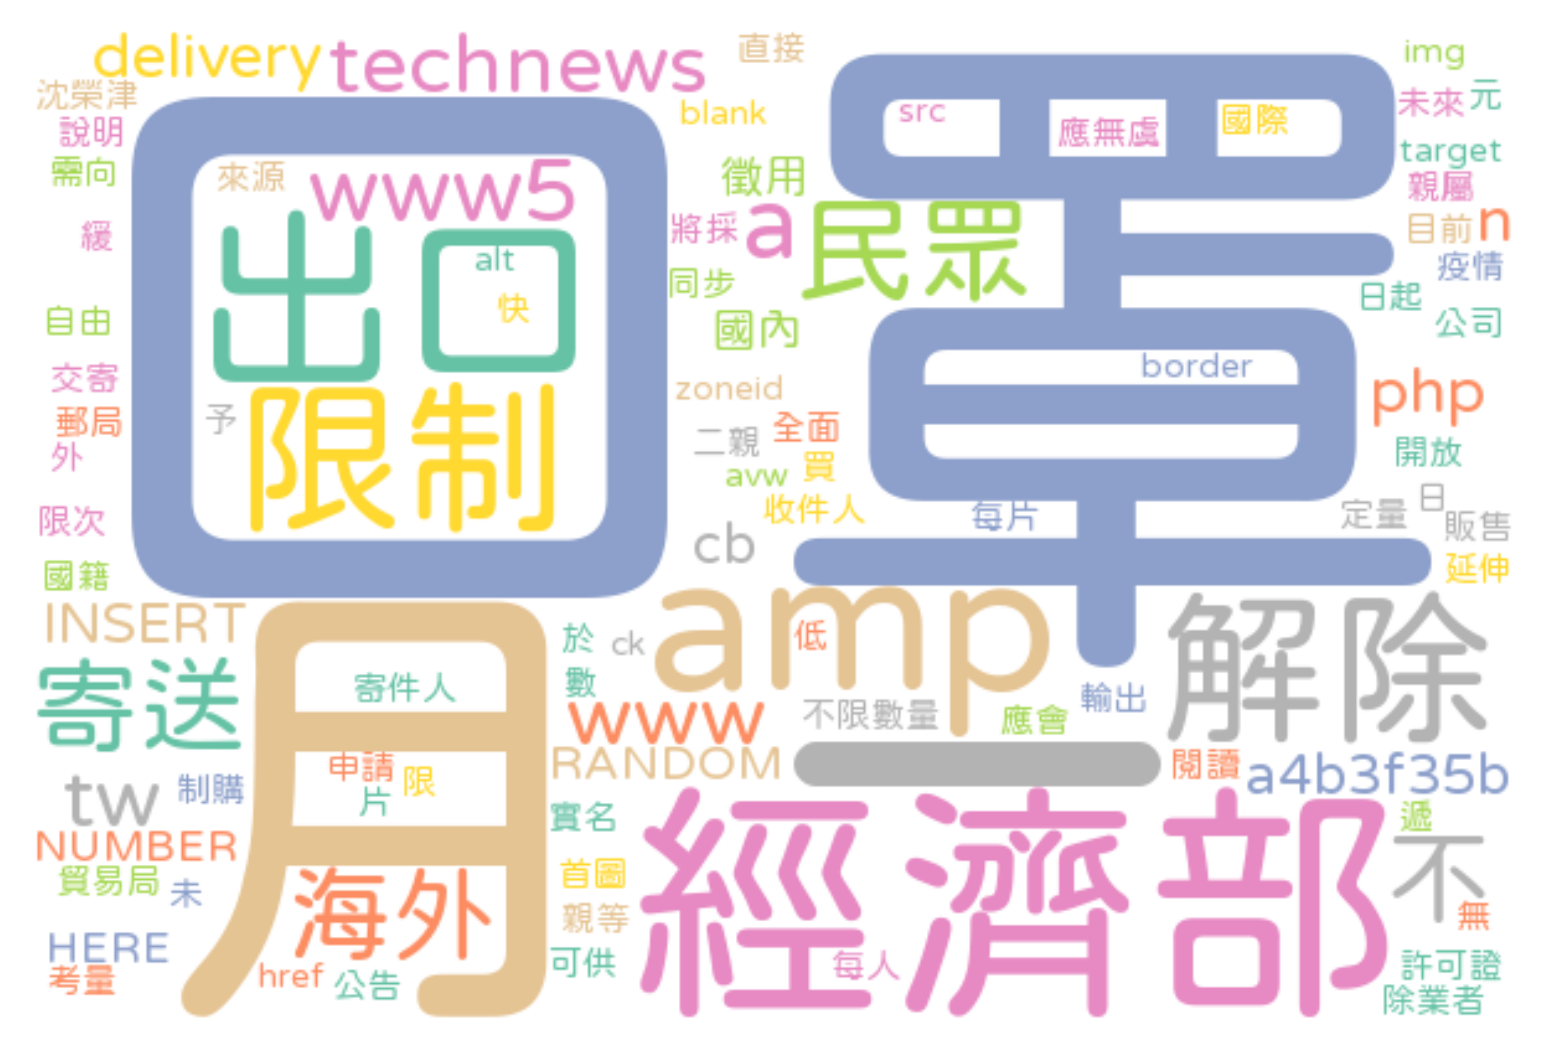 delivery
technews
直接
img
沈榮津
blank
src
未來
元
說明
應無虞
國際
target
需向
來源
www5
徵用
親屬
緩
出口
alt
將採
a
民眾
目前
n
快
同步
疫情
自由
國內
日起
公司
口罩
交寄
予
限制
zoneid
border
php
郵局
二親
全面
開放
外
avw
買
限次
收件人
每片
定量
日
販售
國籍
cb
延伸
INSERT
月
於
ck
amp
低
解除
寄送
寄件人
數
www
不限數量
應會
輸出
tw
制購
申請
限
片
RANDOM
一
閱讀
a4b3f35b
NUMBER
實名
經濟部
遞
貿易局
未
海外
首圖
不
親等
無
HERE
考量
href
公告
可供
每人
許可證
除業者